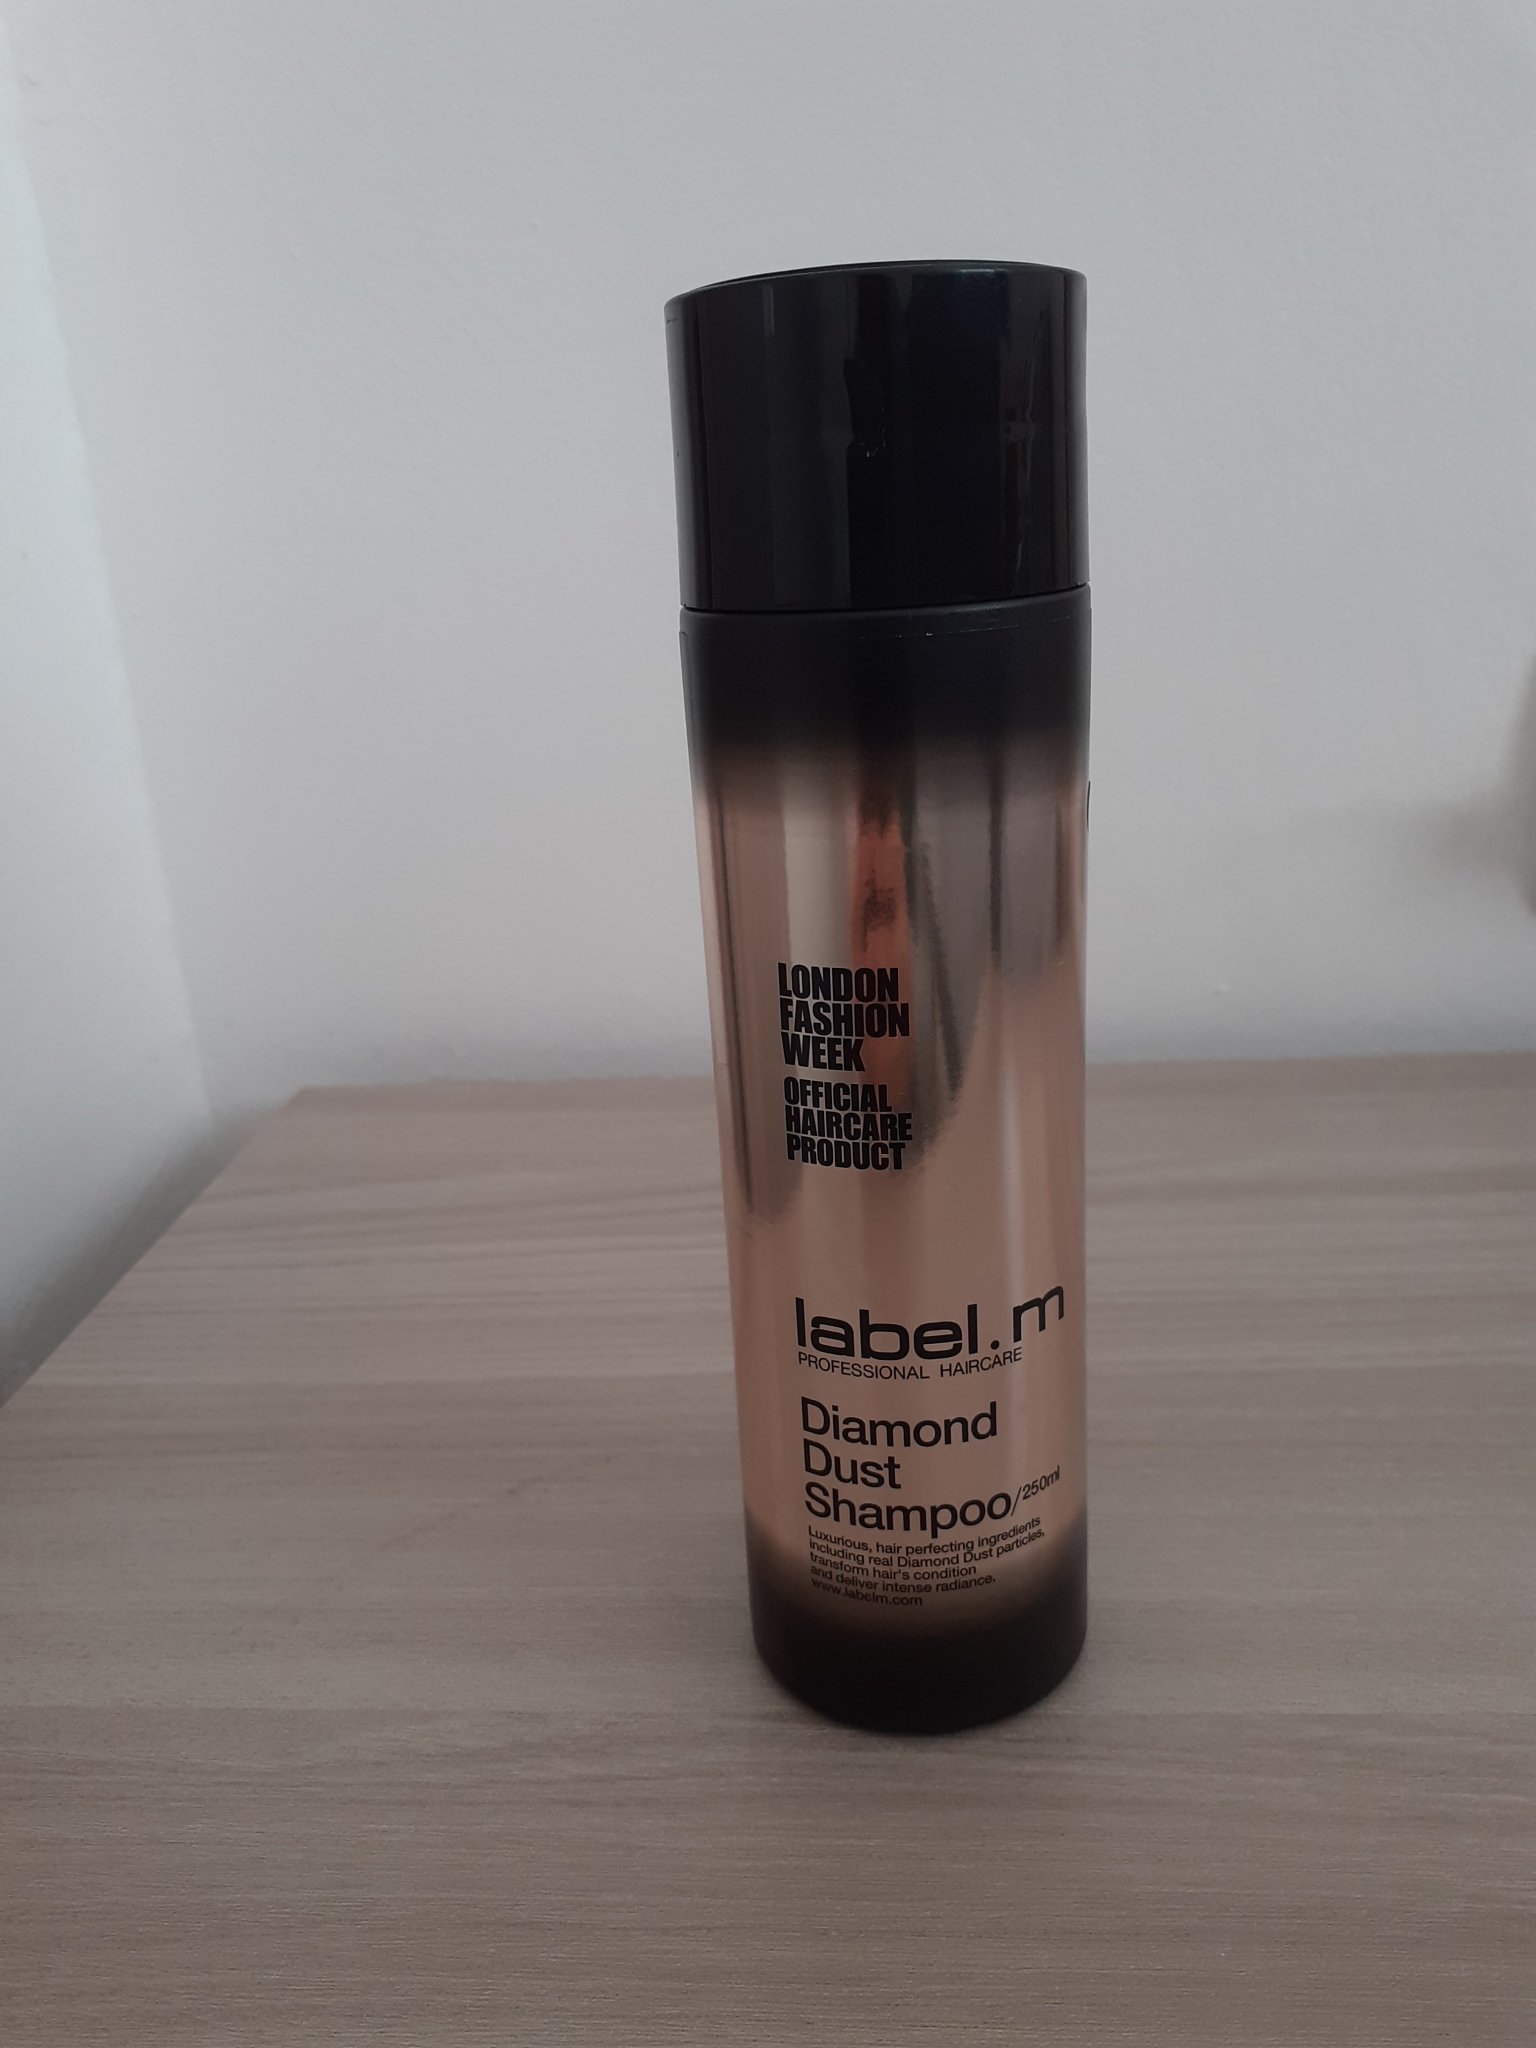 LONDON
FASHION
WEEK
OFFICIAL
HAIRCARE
PRODUCT
label.m
PROFESSIONAL HAIRCARE
Diamond
Dust
Shampoo/250ml
Luxurious, hair perfecting ingredients
including real Diamond Dust particles,
transform hair's condition
and deliver intense radiance.
www.labelm.com